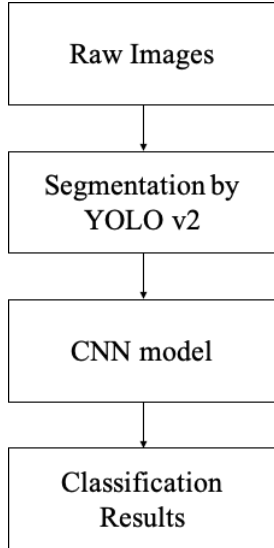 Raw Images
Segmentation by
YOLO v2
CNN model
Classification
Results